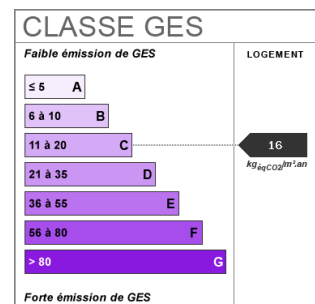 CLASSE GES
Faible émission de GES
LOGEMENT
≤ 5 A
6 à 10 B
11 à 20 C
16
kgéqCO2/m².an
21 à 35 D
36 à 55 E
56 à 80 F
> 80 G
Forte émission de GES